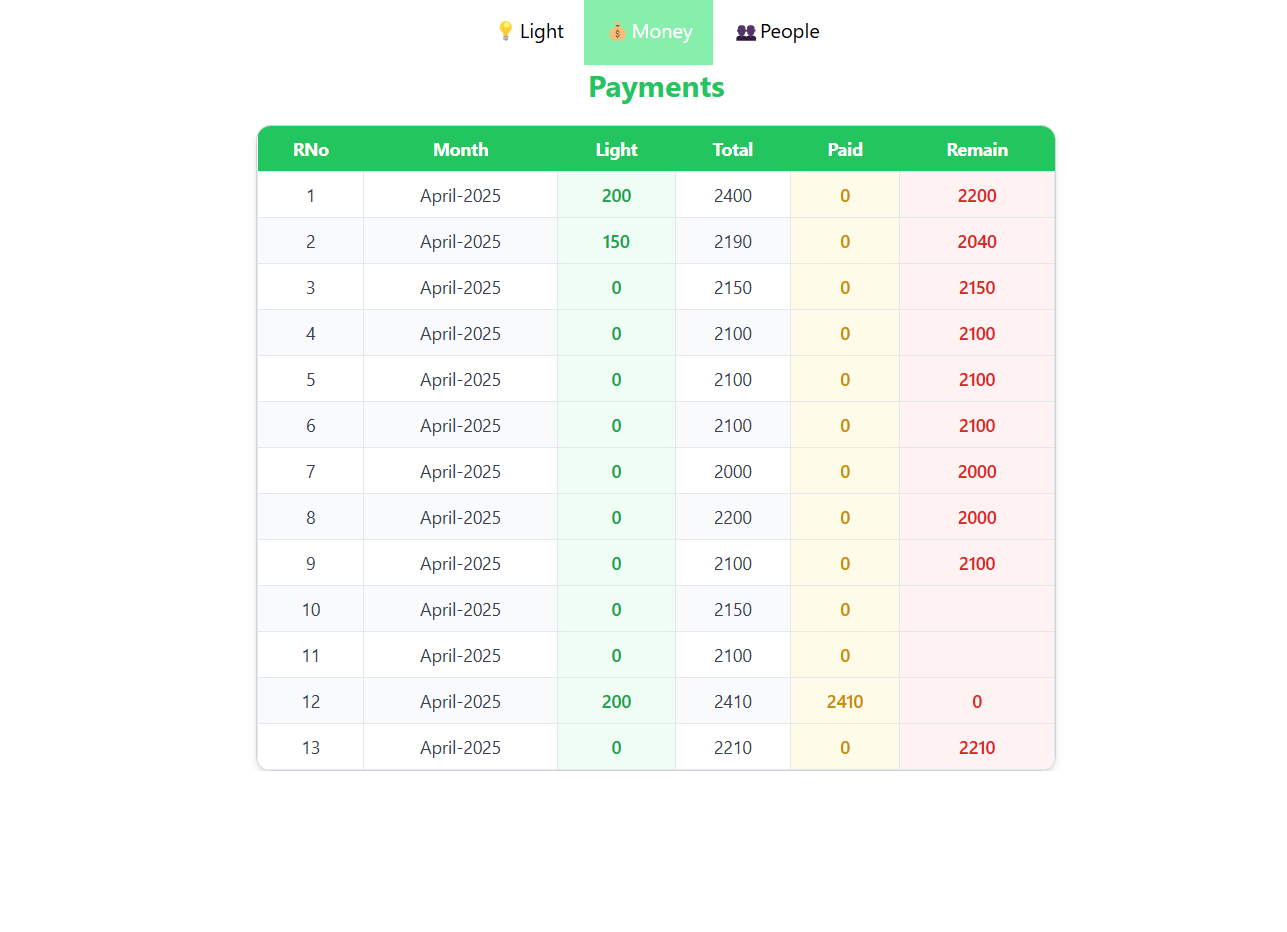 💡 Light 💰 Money 👥 People
Payments
RNo Month Light Total Paid Remain
1 April-2025 200 2400 0 2200
2 April-2025 150 2190 0 2040
3 April-2025 0 2150 0 2150
4 April-2025 0 2100 0 2100
5 April-2025 0 2100 0 2100
6 April-2025 0 2100 0 2100
7 April-2025 0 2000 0 2000
8 April-2025 0 2200 0 2000
9 April-2025 0 2100 0 2100
10 April-2025 0 2150 0
11 April-2025 0 2100 0
12 April-2025 200 2410 2410 0
13 April-2025 0 2210 0 2210